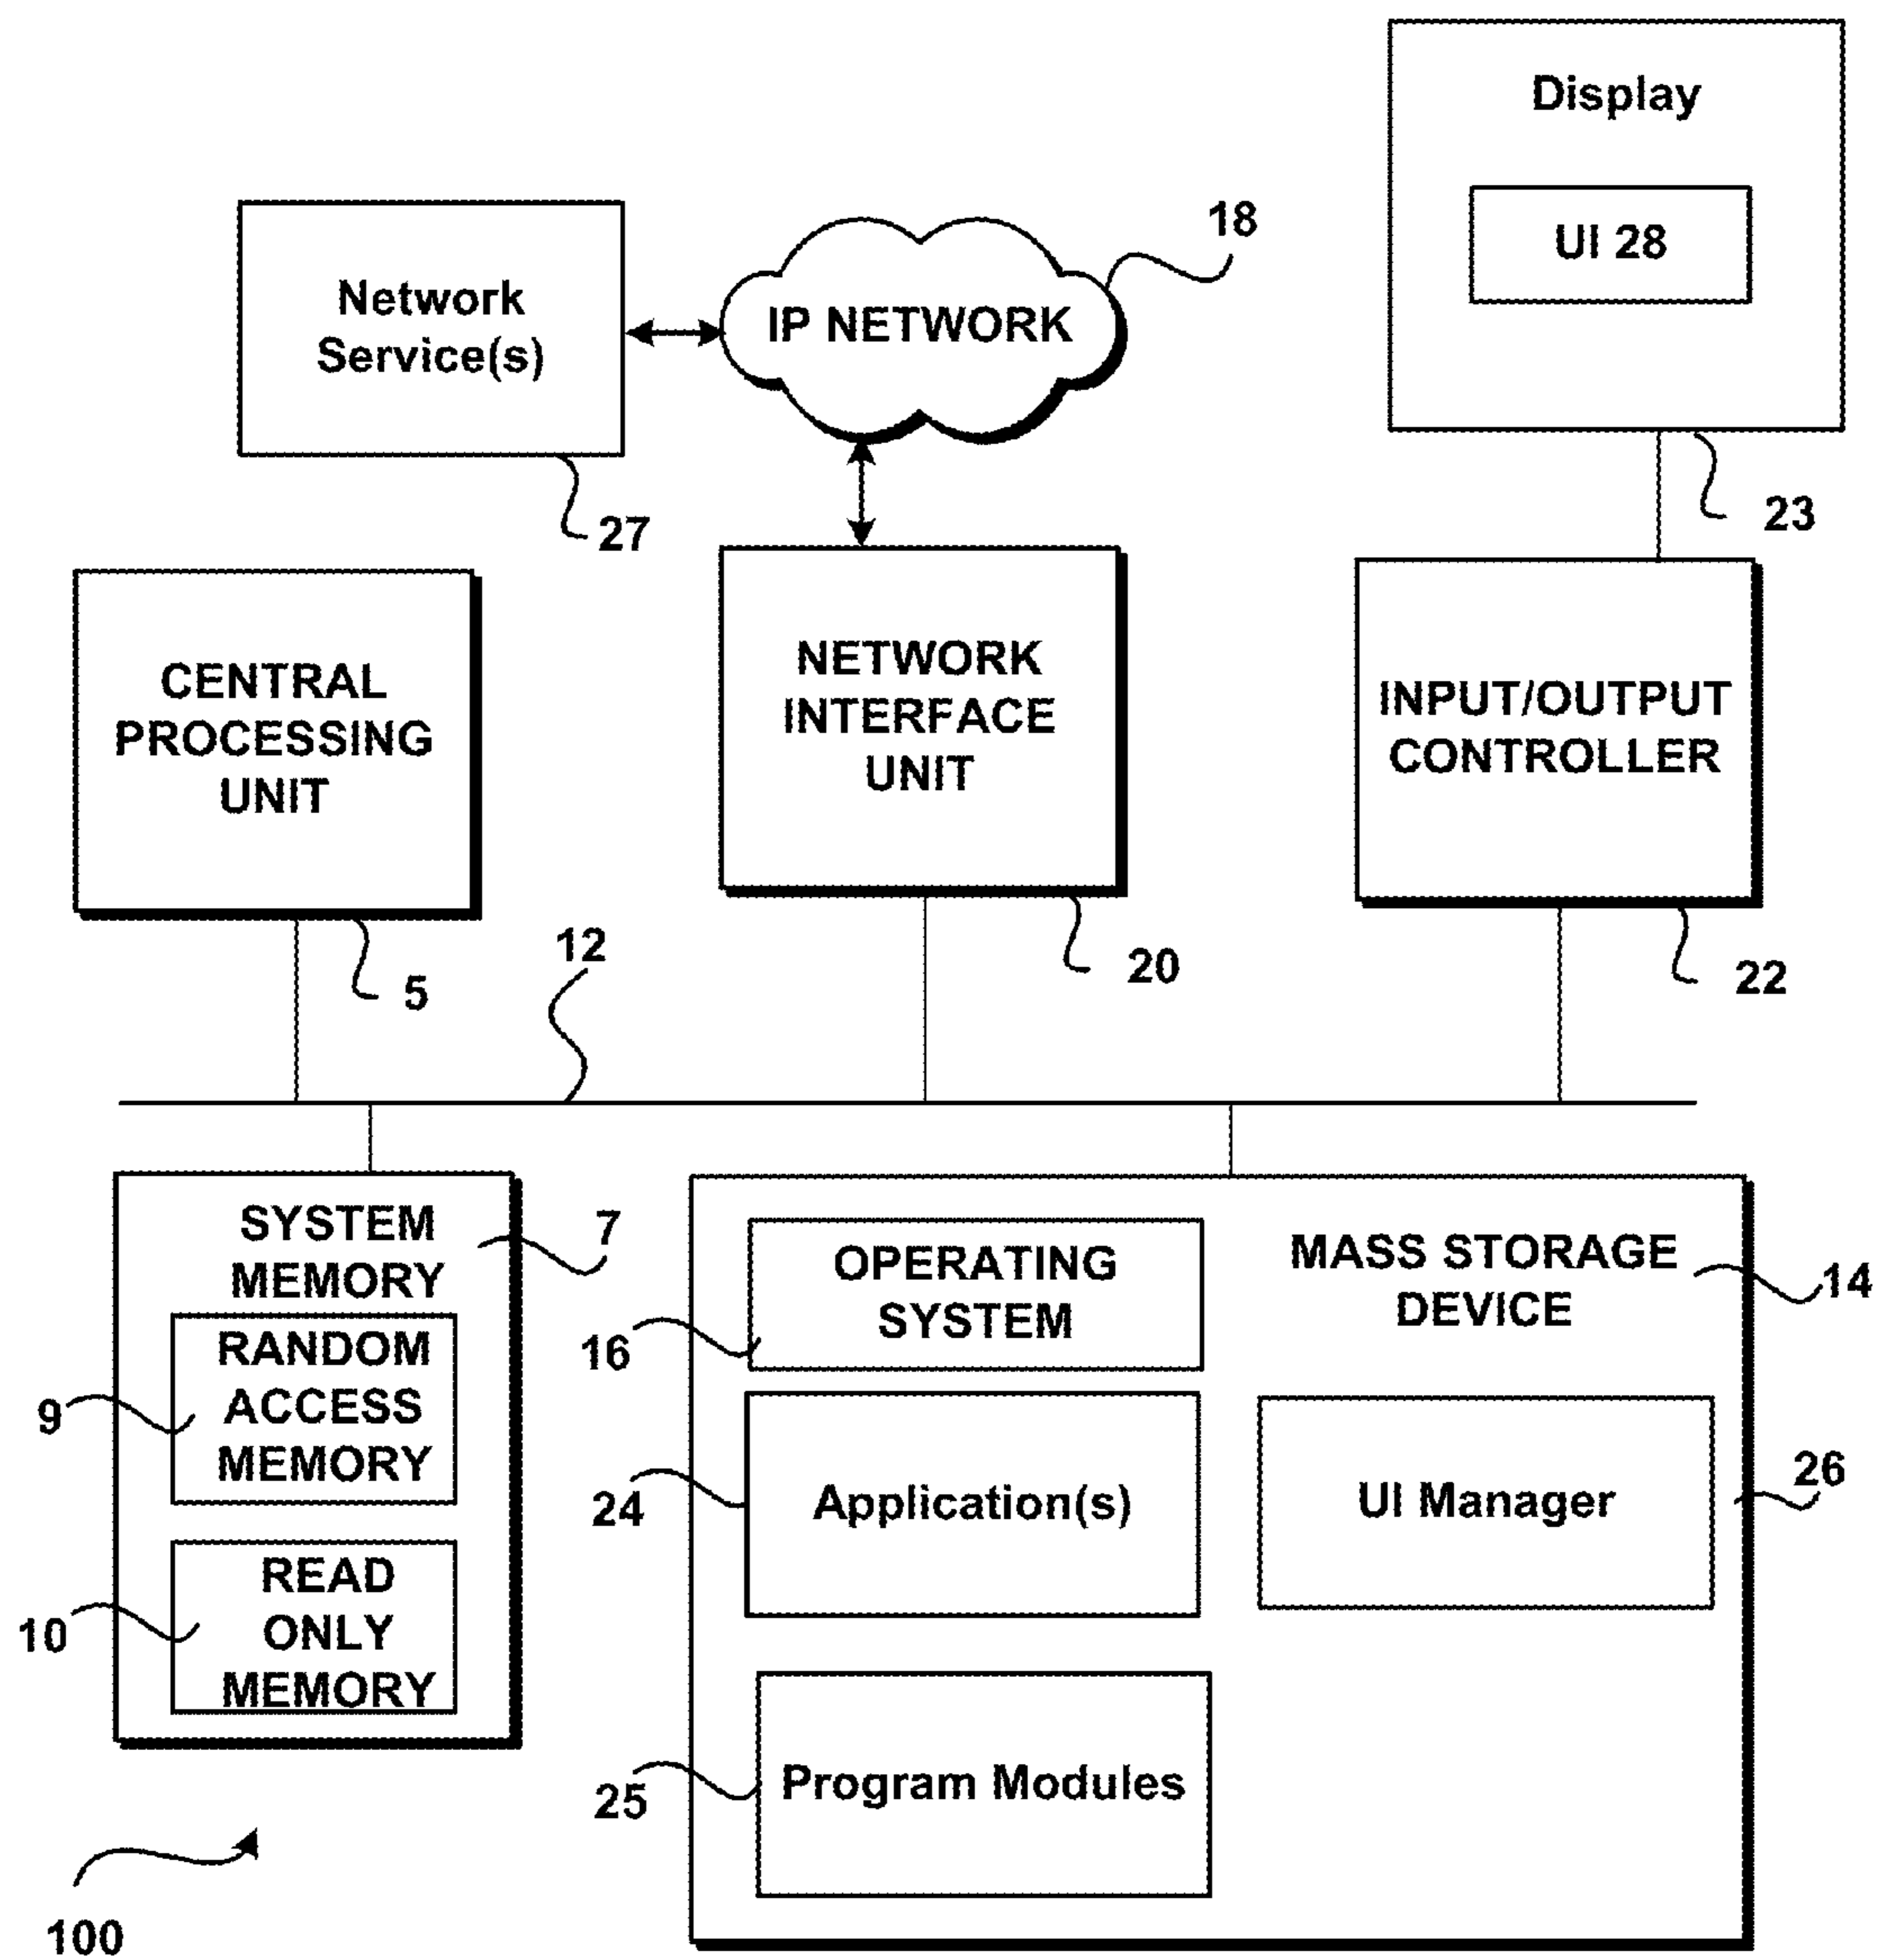 Display
UI 28
18
Network
Service(s)
IP NETWORK
23
27
CENTRAL
PROCESSING
UNIT
NETWORK
INTERFACE
UNIT
INPUT/OUTPUT
CONTROLLER
12
5
20
22
SYSTEM
MEMORY
7
RANDOM
ACCESS
MEMORY
9
READ
ONLY
MEMORY
10
OPERATING
SYSTEM
16
MASS STORAGE
DEVICE
14
Application(s)
24
UI Manager
26
Program Modules
25
100